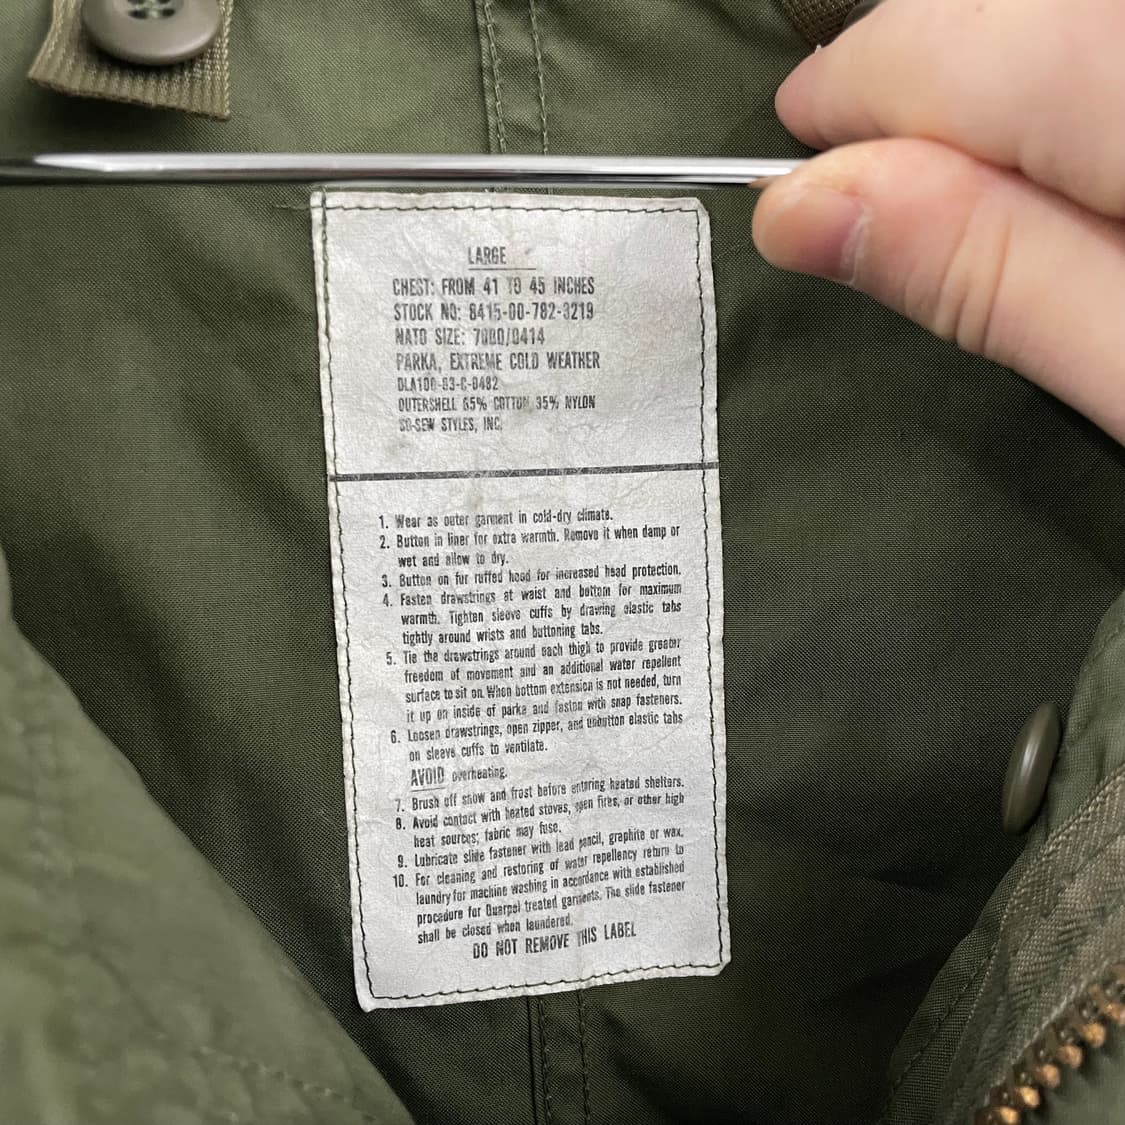 LARGE
CHEST: FROM 41 TO 45 INCHES
STOCK NO: 8415-00-782-3219
NATO SIZE: 7080/0414
PARKA, EXTREME COLD WEATHER
DLA100-83-C-0482
OUTERSHELL 65% COTTON 35% NYLON
SO-SEW STYLES, INC.
1. Wear as outer garment in cold-dry climate.
2. Button in liner for extra warmth. Remove it when damp or
wet and allow to dry.
3. Button on fur ruffed hood for increased head protection.
4. Fasten drawstrings at waist and bottom for maximum
warmth. Tighten sleeve cuffs by drawing elastic tabs
tightly around wrists and buttoning tabs.
5. Tie the drawstrings around each thigh to provide greater
freedom of movement and an additional water repellent
surface to sit on. When bottom extension is not needed, turn
it up on inside of parka and fasten with snap fasteners.
6. Loosen drawstrings, open zipper, and unbutton elastic tabs
on sleeve cuffs to ventilate.
AVOID overheating.
7. Brush off snow and frost before entering heated shelters.
8. Avoid contact with heated stoves, open fires, or other high
heat sources; fabric may fuse.
9. Lubricate slide fastener with lead pencil, graphite or wax.
10. For cleaning and restoring of water repellency return to
laundry for machine washing in accordance with established
procedure for Quarpel treated garments. The slide fastener
shall be closed when laundered.
DO NOT REMOVE THIS LABEL